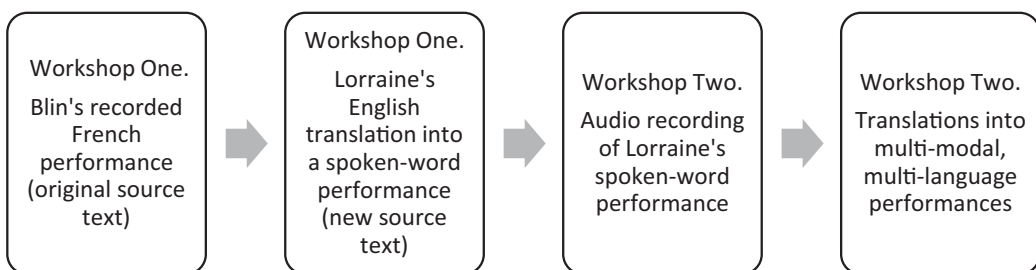 Workshop One.
Blin's recorded
French
performance
(original source
text)
Workshop One.
Lorraine's
English
translation into
a spoken-word
performance
(new source
text)
Workshop Two.
Audio recording
of Lorraine's
spoken-word
performance
Workshop Two.
Translations into
multi-modal,
multi-language
performances